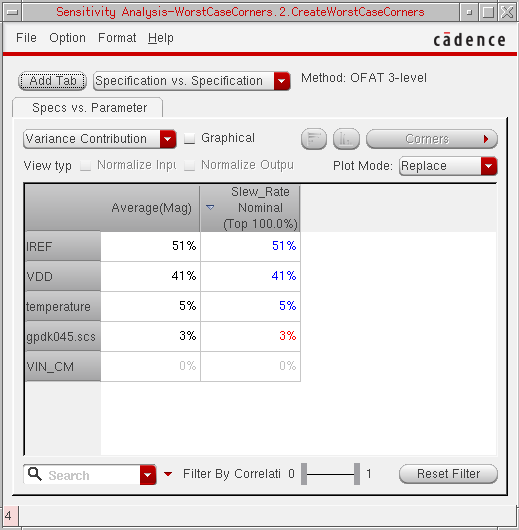 Sensitivity Analysis-WorstCaseCorners.2.CreateWorstCaseCorners
File Option Format Help
cādence
Add Tab Specification vs. Specification Method: OFAT 3-level
Specs vs. Parameter
Variance Contribution Graphical Corners
View typ Normalize Inpu Normalize Outpu Plot Mode: Replace
Average(Mag) Slew_Rate
Nominal
(Top 100.0%)
IREF 51% 51%
VDD 41% 41%
temperature 5% 5%
gpdk045.scs 3% 3%
VIN_CM 0% 0%
Search Filter By Correlati 0 1 Reset Filter
4